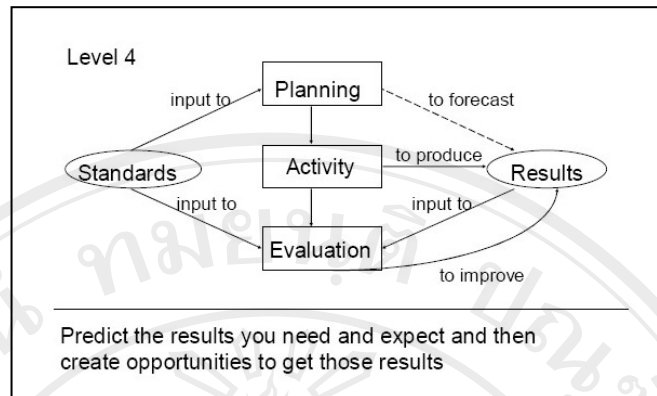 Level 4
Planning
input to
to forecast
to produce
Standards
Activity
Results
input to
input to
Evaluation
to improve
Predict the results you need and expect and then
create opportunities to get those results